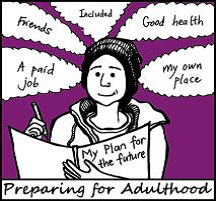 Friends
Included
Good health
A paid
job
my own
place
My Plan for
the future
Preparing for Adulthood